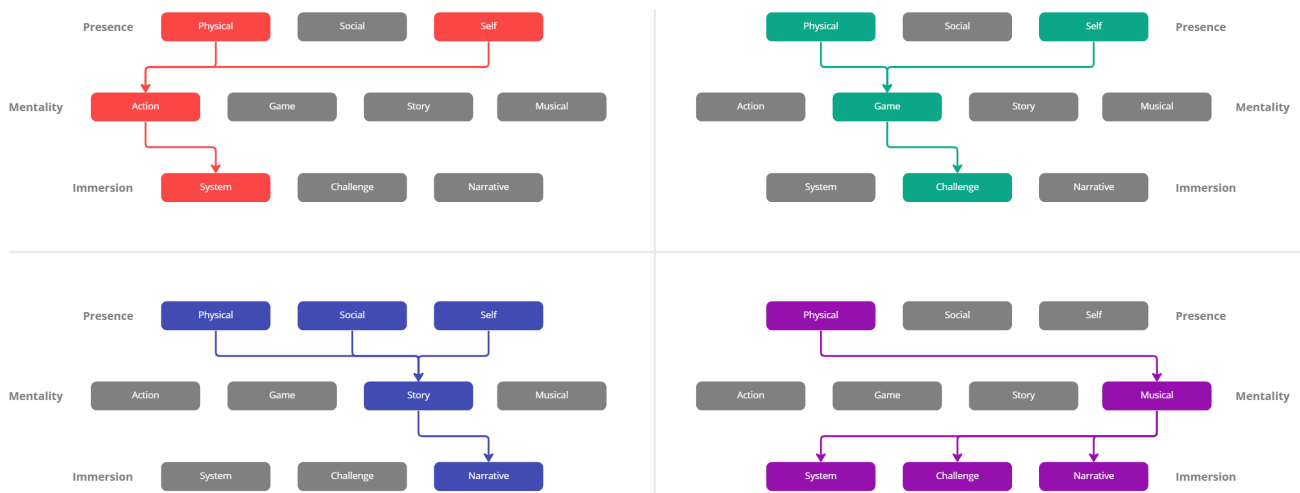 Presence Physical Social Self
Mentality Action Game Story Musical
Immersion System Challenge Narrative
Physical Social Self Presence
Action Game Story Musical Mentality
System Challenge Narrative Immersion
Presence Physical Social Self
Mentality Action Game Story Musical
Immersion System Challenge Narrative
Physical Social Self Presence
Action Game Story Musical Mentality
System Challenge Narrative Immersion